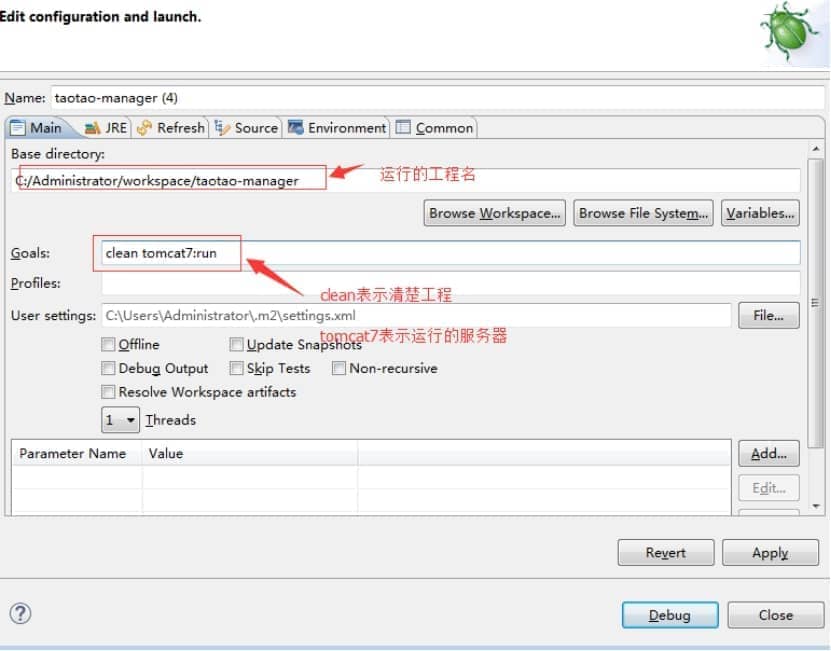 Edit configuration and launch.
Name: taotao-manager (4)
Main JRE Refresh Source Environment Common
Base directory:
C:/Administrator/workspace/taotao-manager
运行的工程名
Browse Workspace... Browse File System... Variables...
Goals: clean tomcat7:run
Profiles:
clean表示清楚工程
User settings: C:\Users\Administrator\.m2\settings.xml File...
tomcat7表示运行的服务器
Offline Update Snapshots
Debug Output Skip Tests Non-recursive
Resolve Workspace artifacts
1 Threads
Parameter Name Value Add...
Edit...
Revert Apply
? Debug Close